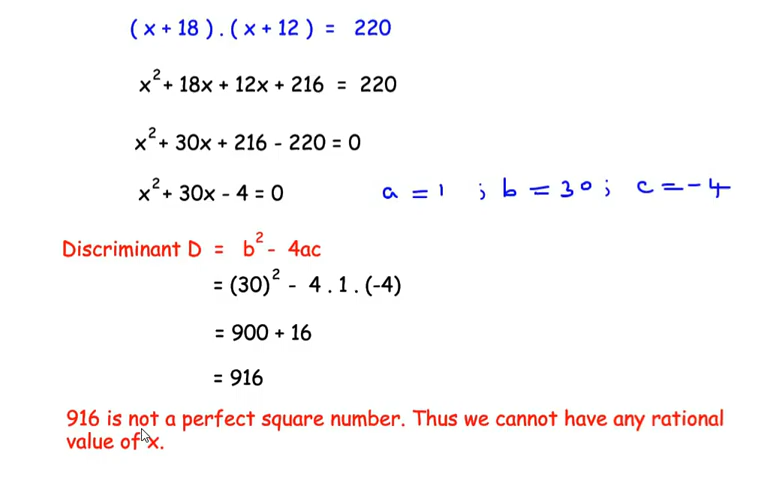 (x + 18) . (x + 12) = 220
x² + 18x + 12x + 216 = 220
x² + 30x + 216 - 220 = 0
x² + 30x - 4 = 0 a = 1 ; b = 30 ; c = -4
Discriminant D = b² - 4ac
= (30)² - 4 . 1 . (-4)
= 900 + 16
= 916
916 is not a perfect square number. Thus we cannot have any rational
value of x.